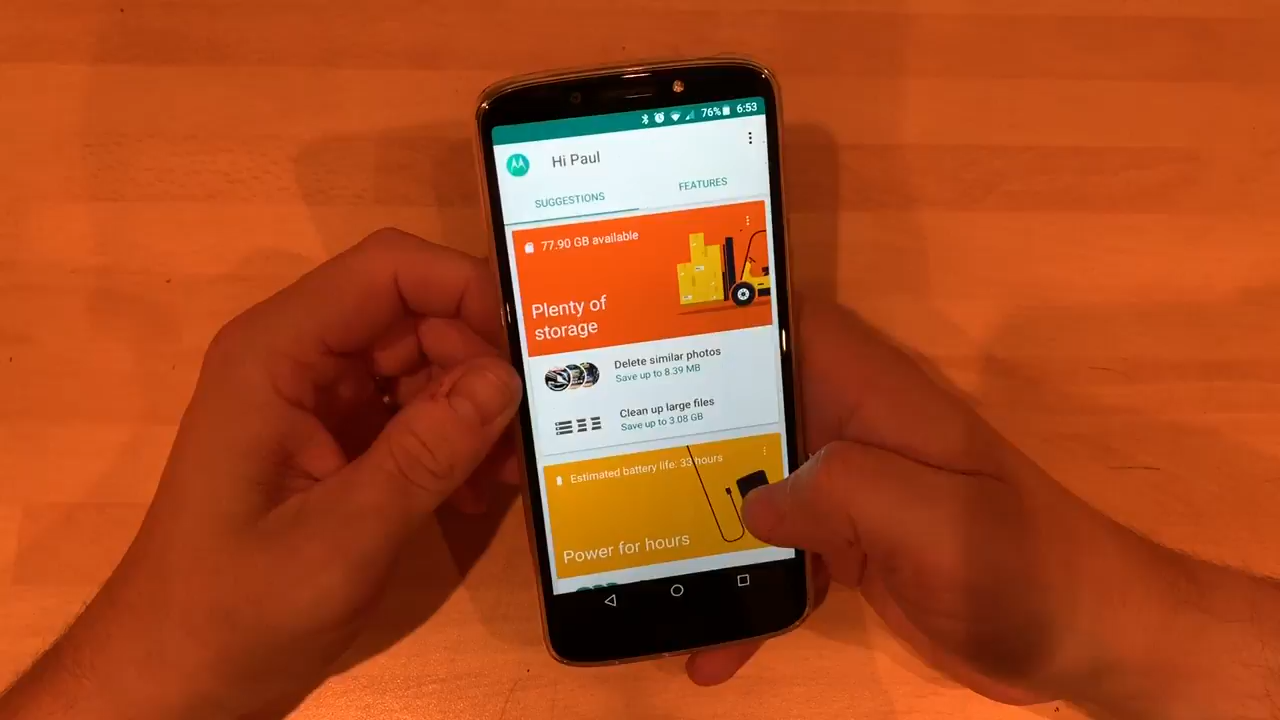 76% 6:53
Hi Paul
SUGGESTIONS
FEATURES
77.90 GB available
Plenty of
storage
Delete similar photos
Save up to 8.39 MB
Clean up large files
Save up to 3.08 GB
Estimated battery life: 33 hours
Power for hours